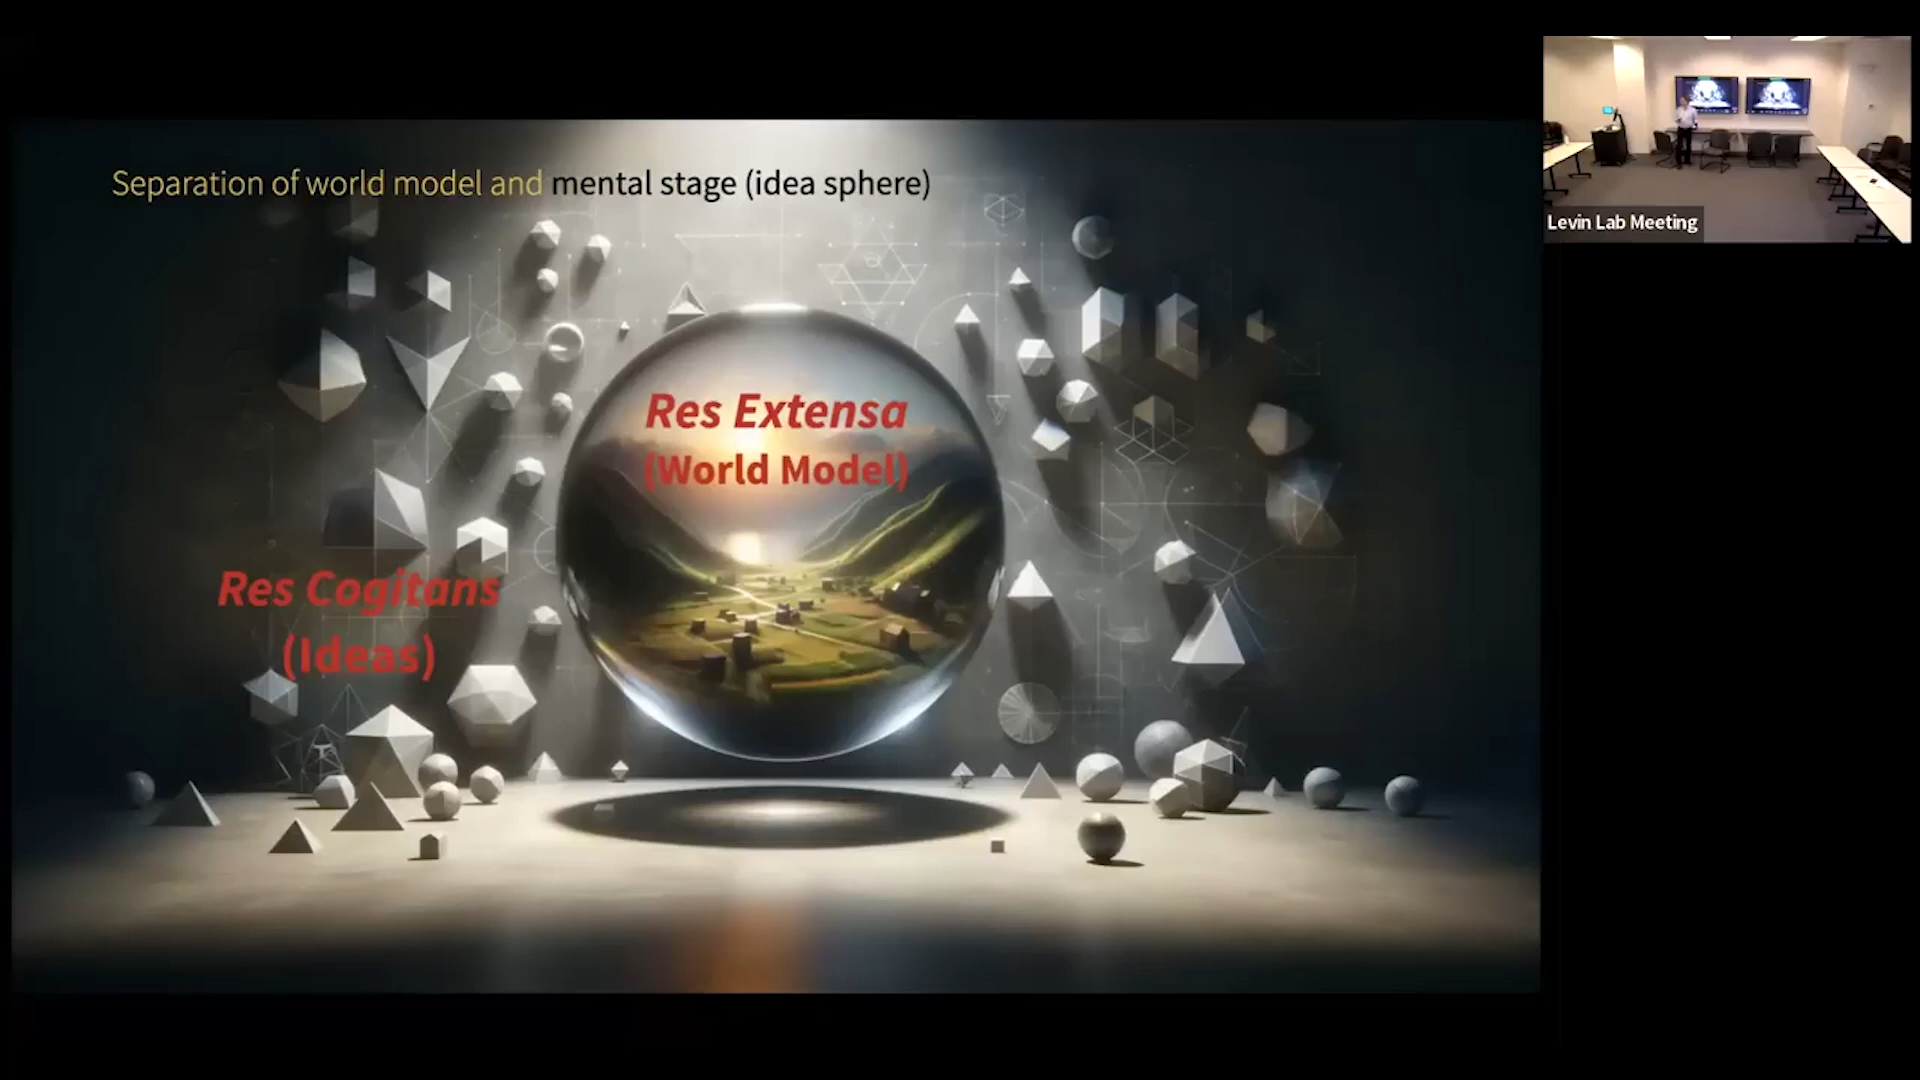 Separation of world model and mental stage (idea sphere)
Res Extensa
(World Model)
Res Cogitans
(Ideas)
Levin Lab Meeting